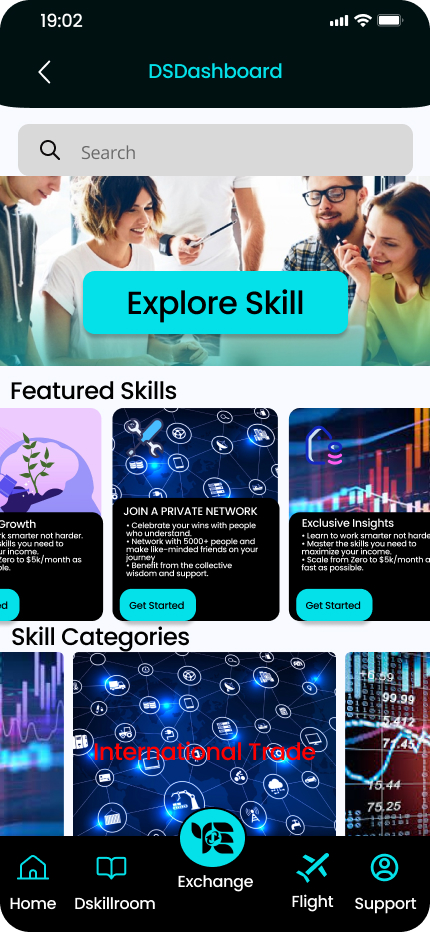 19:02
DSDashboard
Search
Explore Skill
Featured Skills
Growth
rk smarter not harder.
skills you need to
ur income.
Zero to $5k/month as
ble.
ed
JOIN A PRIVATE NETWORK
• Celebrate your wins with people
who understand.
• Network with 5000+ people and
make like-minded friends on your
journey
• Benefit from the collective
wisdom and support.
Get Started
Exclusive Insights
• Learn to work smarter not harder.
• Master the skills you need to
maximize your income.
• Scale from Zero to $5k/month as
fast as possible.
Get Started
Skill Categories
International Trade
+0.99
99.99
5.412
71.45
15.44
75.25
Home
Dskillroom
Exchange
Flight
Support